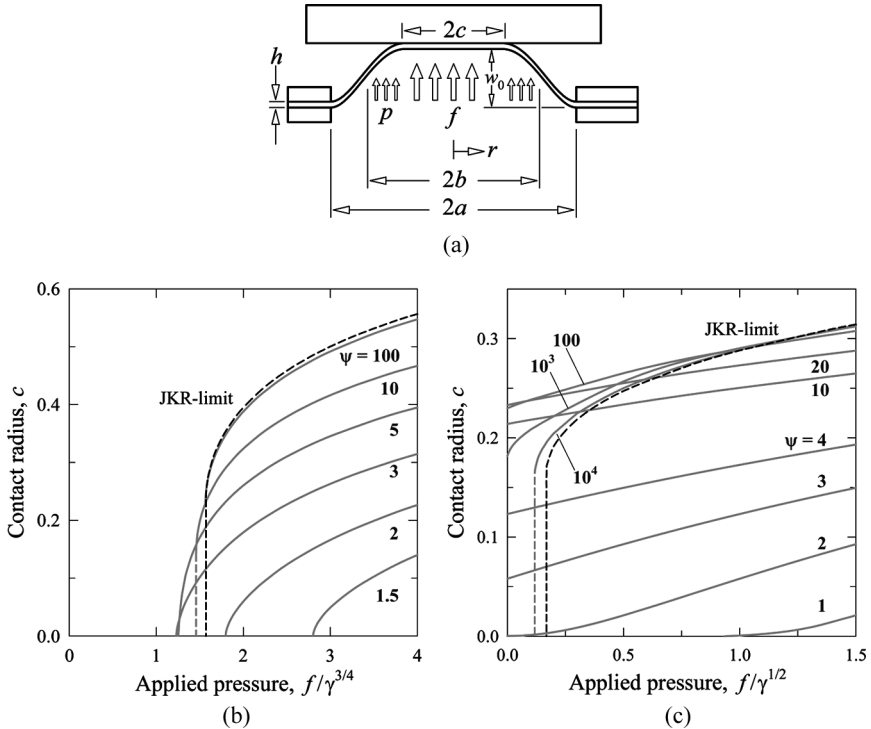 2c
h
w₀
p
f
r
2b
2a
(a)
0.6
0.4
0.2
0.0
Contact radius, c
JKR-limit
ψ = 100
10
5
3
2
1.5
0
1
2
3
4
Applied pressure, f/γ^3/4
(b)
0.3
0.2
0.1
0.0
Contact radius, c
JKR-limit
100
10³
20
10
10⁴
ψ = 4
3
2
1
0.0
0.5
1.0
1.5
Applied pressure, f/γ^1/2
(c)